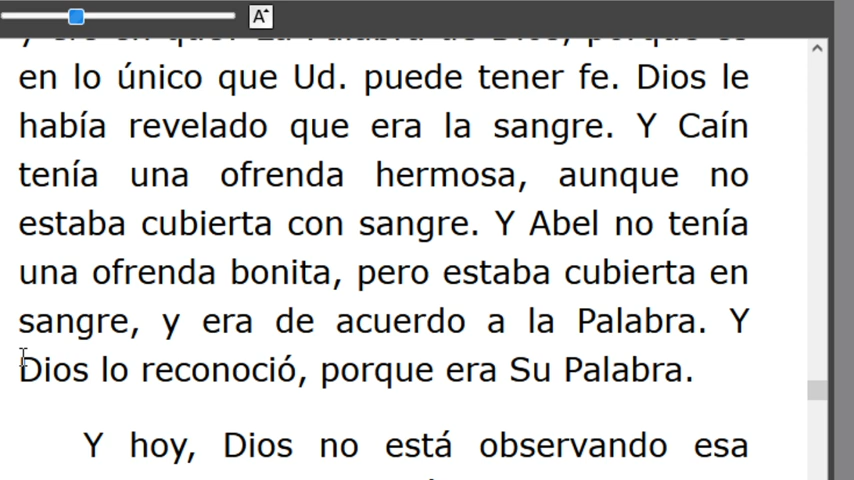 A
en lo único que Ud. puede tener fe. Dios le
había revelado que era la sangre. Y Caín
tenía una ofrenda hermosa, aunque no
estaba cubierta con sangre. Y Abel no tenía
una ofrenda bonita, pero estaba cubierta en
sangre, y era de acuerdo a la Palabra. Y
Dios lo reconoció, porque era Su Palabra.
Y hoy, Dios no está observando esa